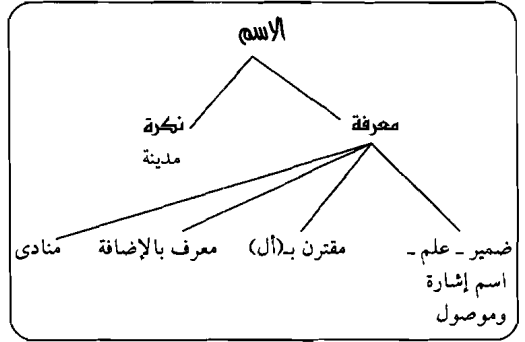 الاسم
معرفة نكرة
مدينة
ضمير - علم - مقترن بـ(أل) معرف بالإضافة منادى
اسم إشارة
وموصول